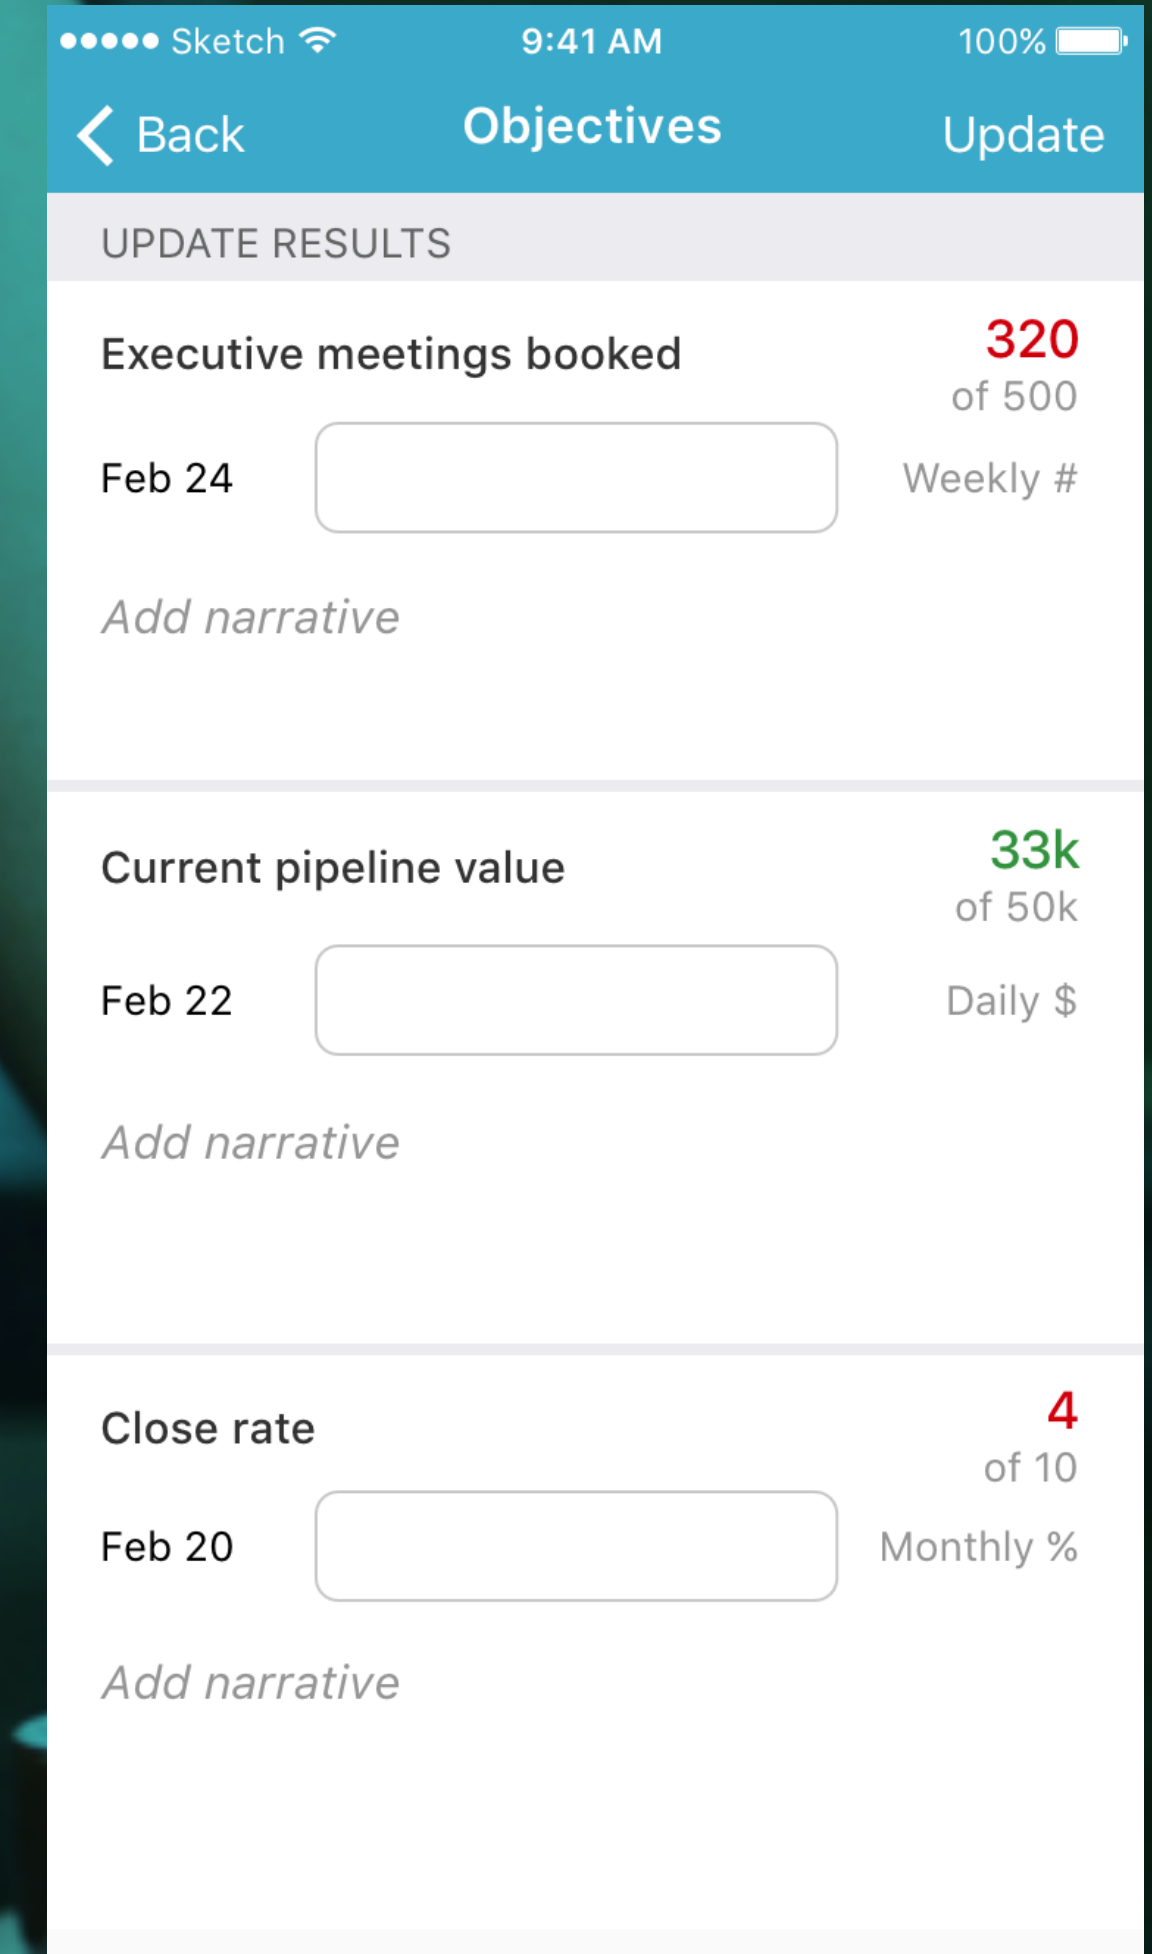 Sketch 9:41 AM 100%
Back Objectives Update
UPDATE RESULTS
Executive meetings booked 320
of 500
Feb 24 Weekly #
Add narrative
Current pipeline value 33k
of 50k
Feb 22 Daily $
Add narrative
Close rate 4
of 10
Feb 20 Monthly %
Add narrative